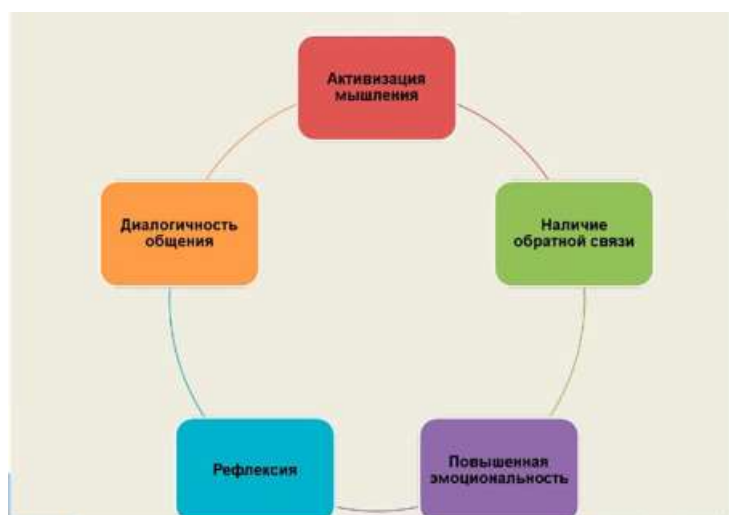 Активизация
мышления
Наличие
обратной связи
Повышенная
эмоциональность
Рефлексия
Диалогичность
общения